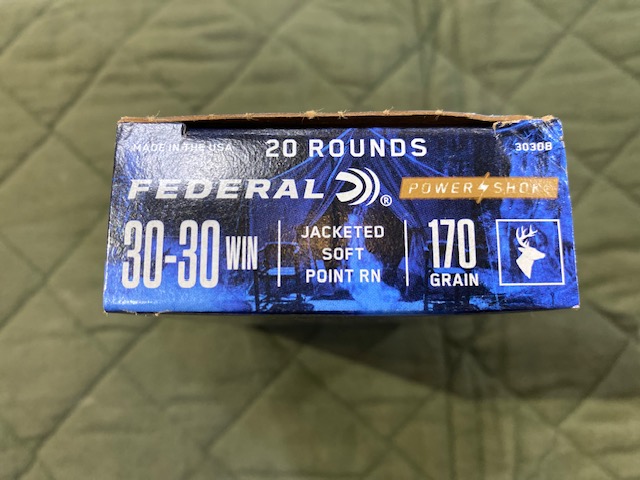 MADE IN THE USA 20 ROUNDS 3030B
FEDERAL ® POWER SHOK®
30-30 WIN
JACKETED
SOFT
POINT RN
170
GRAIN